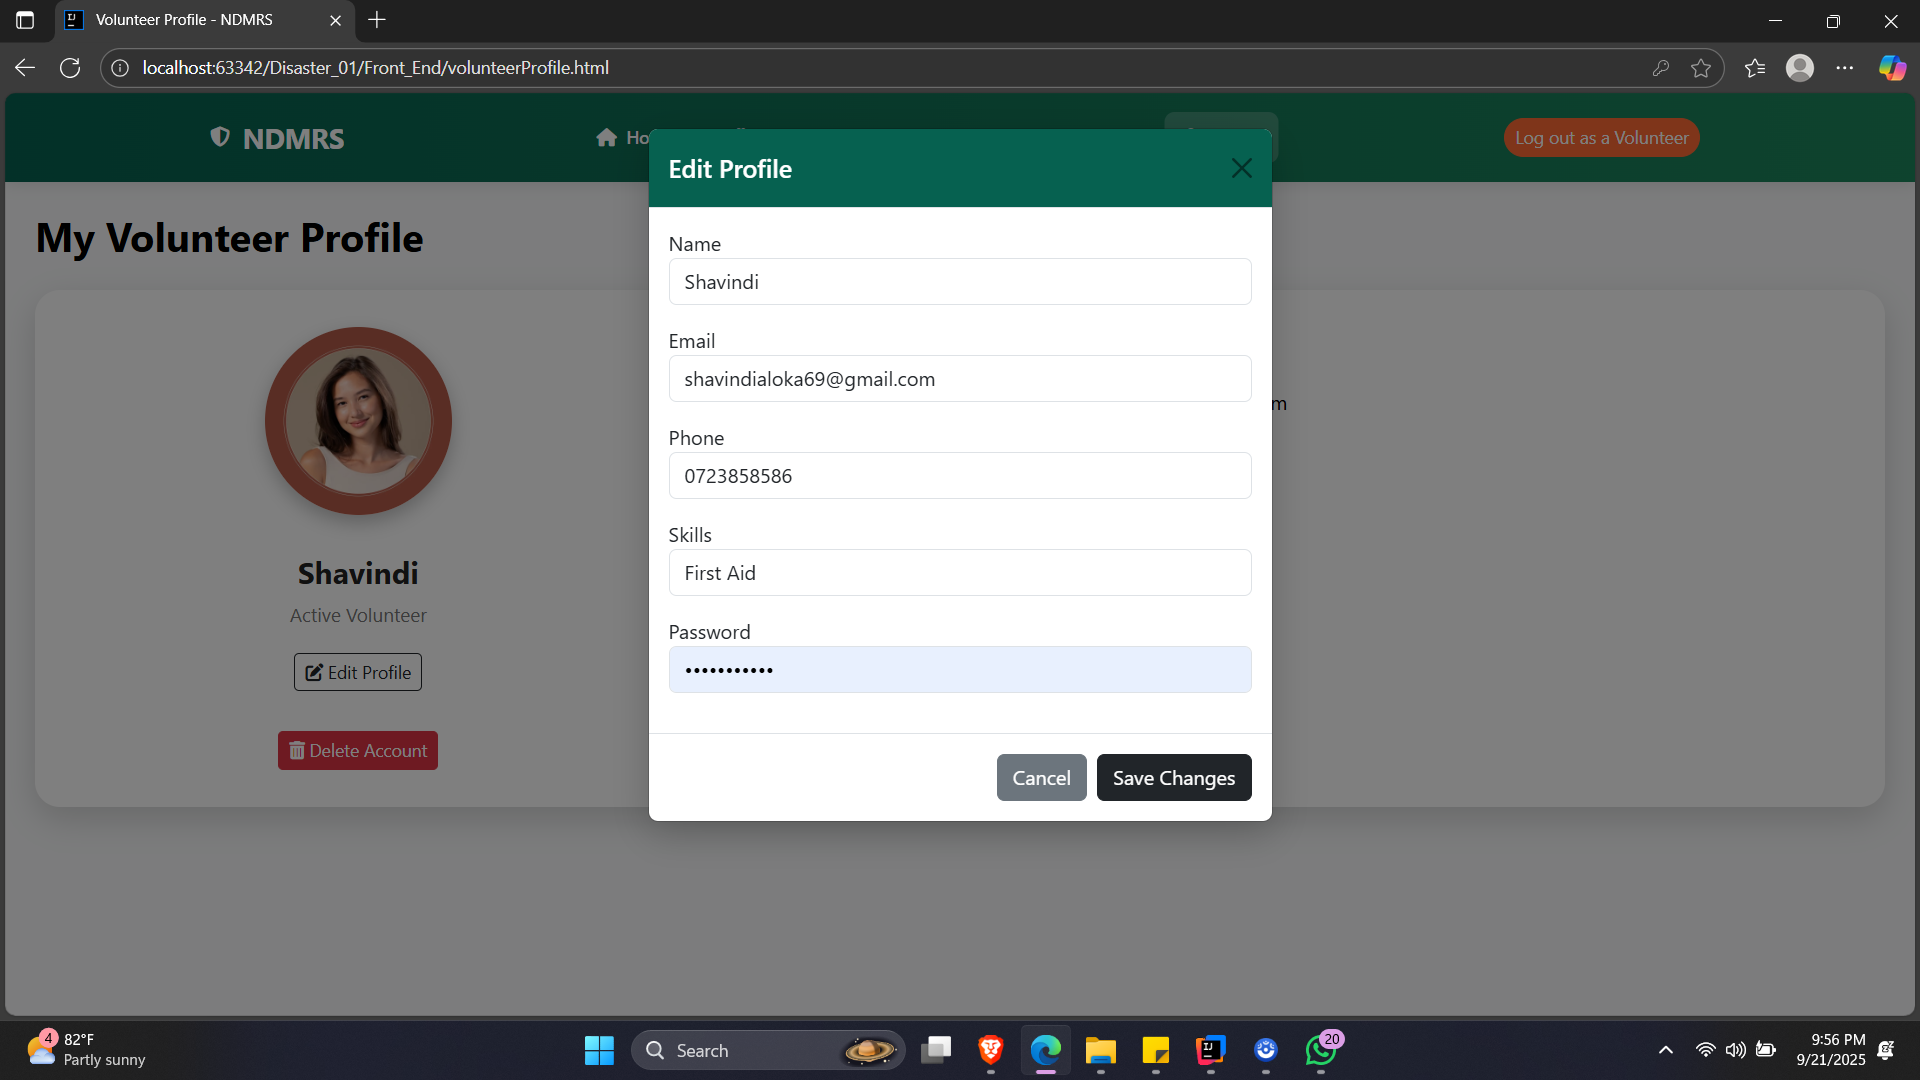 Volunteer Profile - NDMRS
localhost:63342/Disaster_01/Front_End/volunteerProfile.html
NDMRS
Ho
Log out as a Volunteer
Edit Profile
My Volunteer Profile
Name
Shavindi
Email
shavindialoka69@gmail.com
m
Phone
0723858586
Skills
First Aid
Shavindi
Active Volunteer
Password
•••••••••••
Edit Profile
Delete Account
Cancel
Save Changes
4
82°F
Partly sunny
Search
20
9:56 PM
9/21/2025